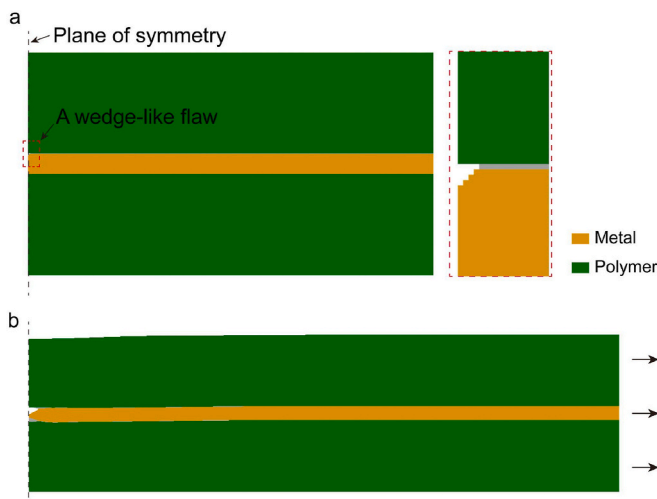 a
Plane of symmetry
A wedge-like flaw
Metal
Polymer
b